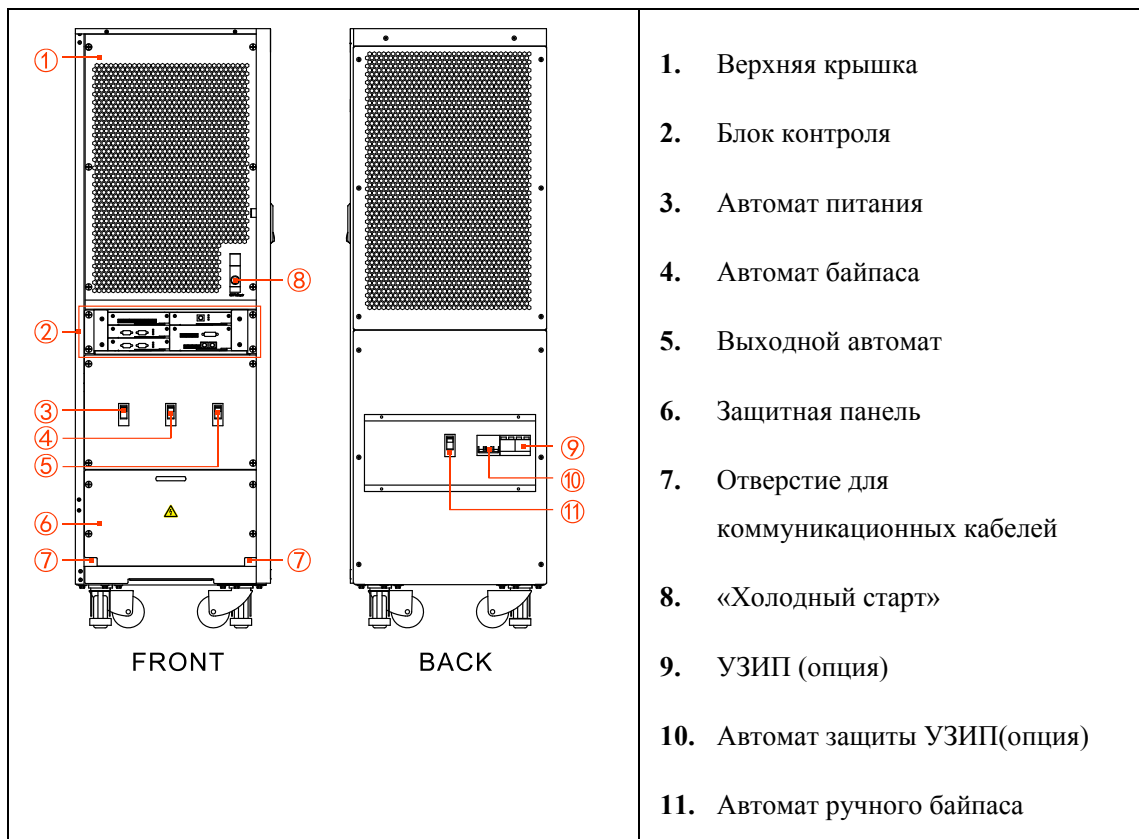 ①
⑧
②
③
④
⑤
⑥
⑦ ⑦
⑨
⑩
⑪
FRONT BACK
1. Верхняя крышка
2. Блок контроля
3. Автомат питания
4. Автомат байпаса
5. Выходной автомат
6. Защитная панель
7. Отверстие для
коммуникационных кабелей
8. «Холодный старт»
9. УЗИП (опция)
10. Автомат защиты УЗИП(опция)
11. Автомат ручного байпаса